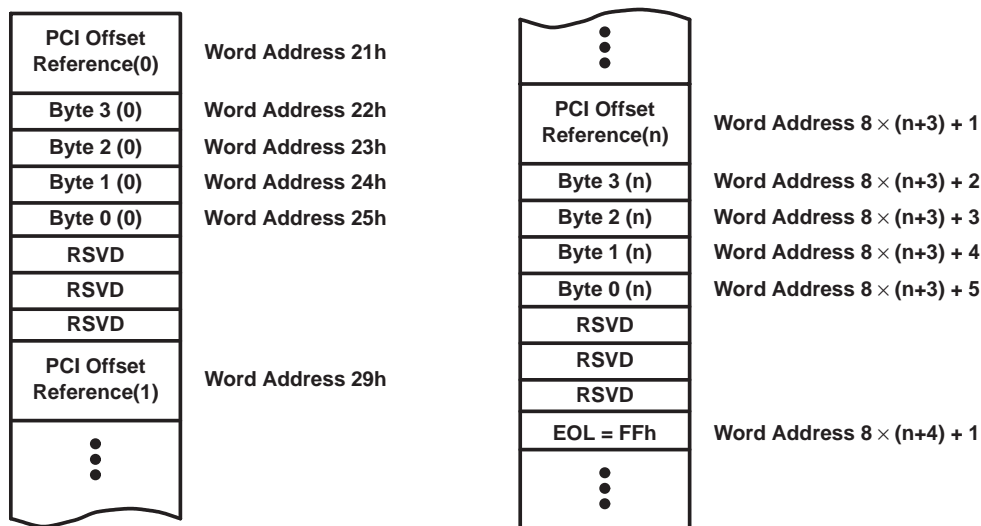 PCI Offset
Reference(0)
Word Address 21h
Byte 3 (0)
Word Address 22h
Byte 2 (0)
Word Address 23h
Byte 1 (0)
Word Address 24h
Byte 0 (0)
Word Address 25h
RSVD
RSVD
RSVD
PCI Offset
Reference(1)
Word Address 29h
PCI Offset
Reference(n)
Word Address 8 × (n+3) + 1
Byte 3 (n)
Word Address 8 × (n+3) + 2
Byte 2 (n)
Word Address 8 × (n+3) + 3
Byte 1 (n)
Word Address 8 × (n+3) + 4
Byte 0 (n)
Word Address 8 × (n+3) + 5
RSVD
RSVD
RSVD
EOL = FFh
Word Address 8 × (n+4) + 1